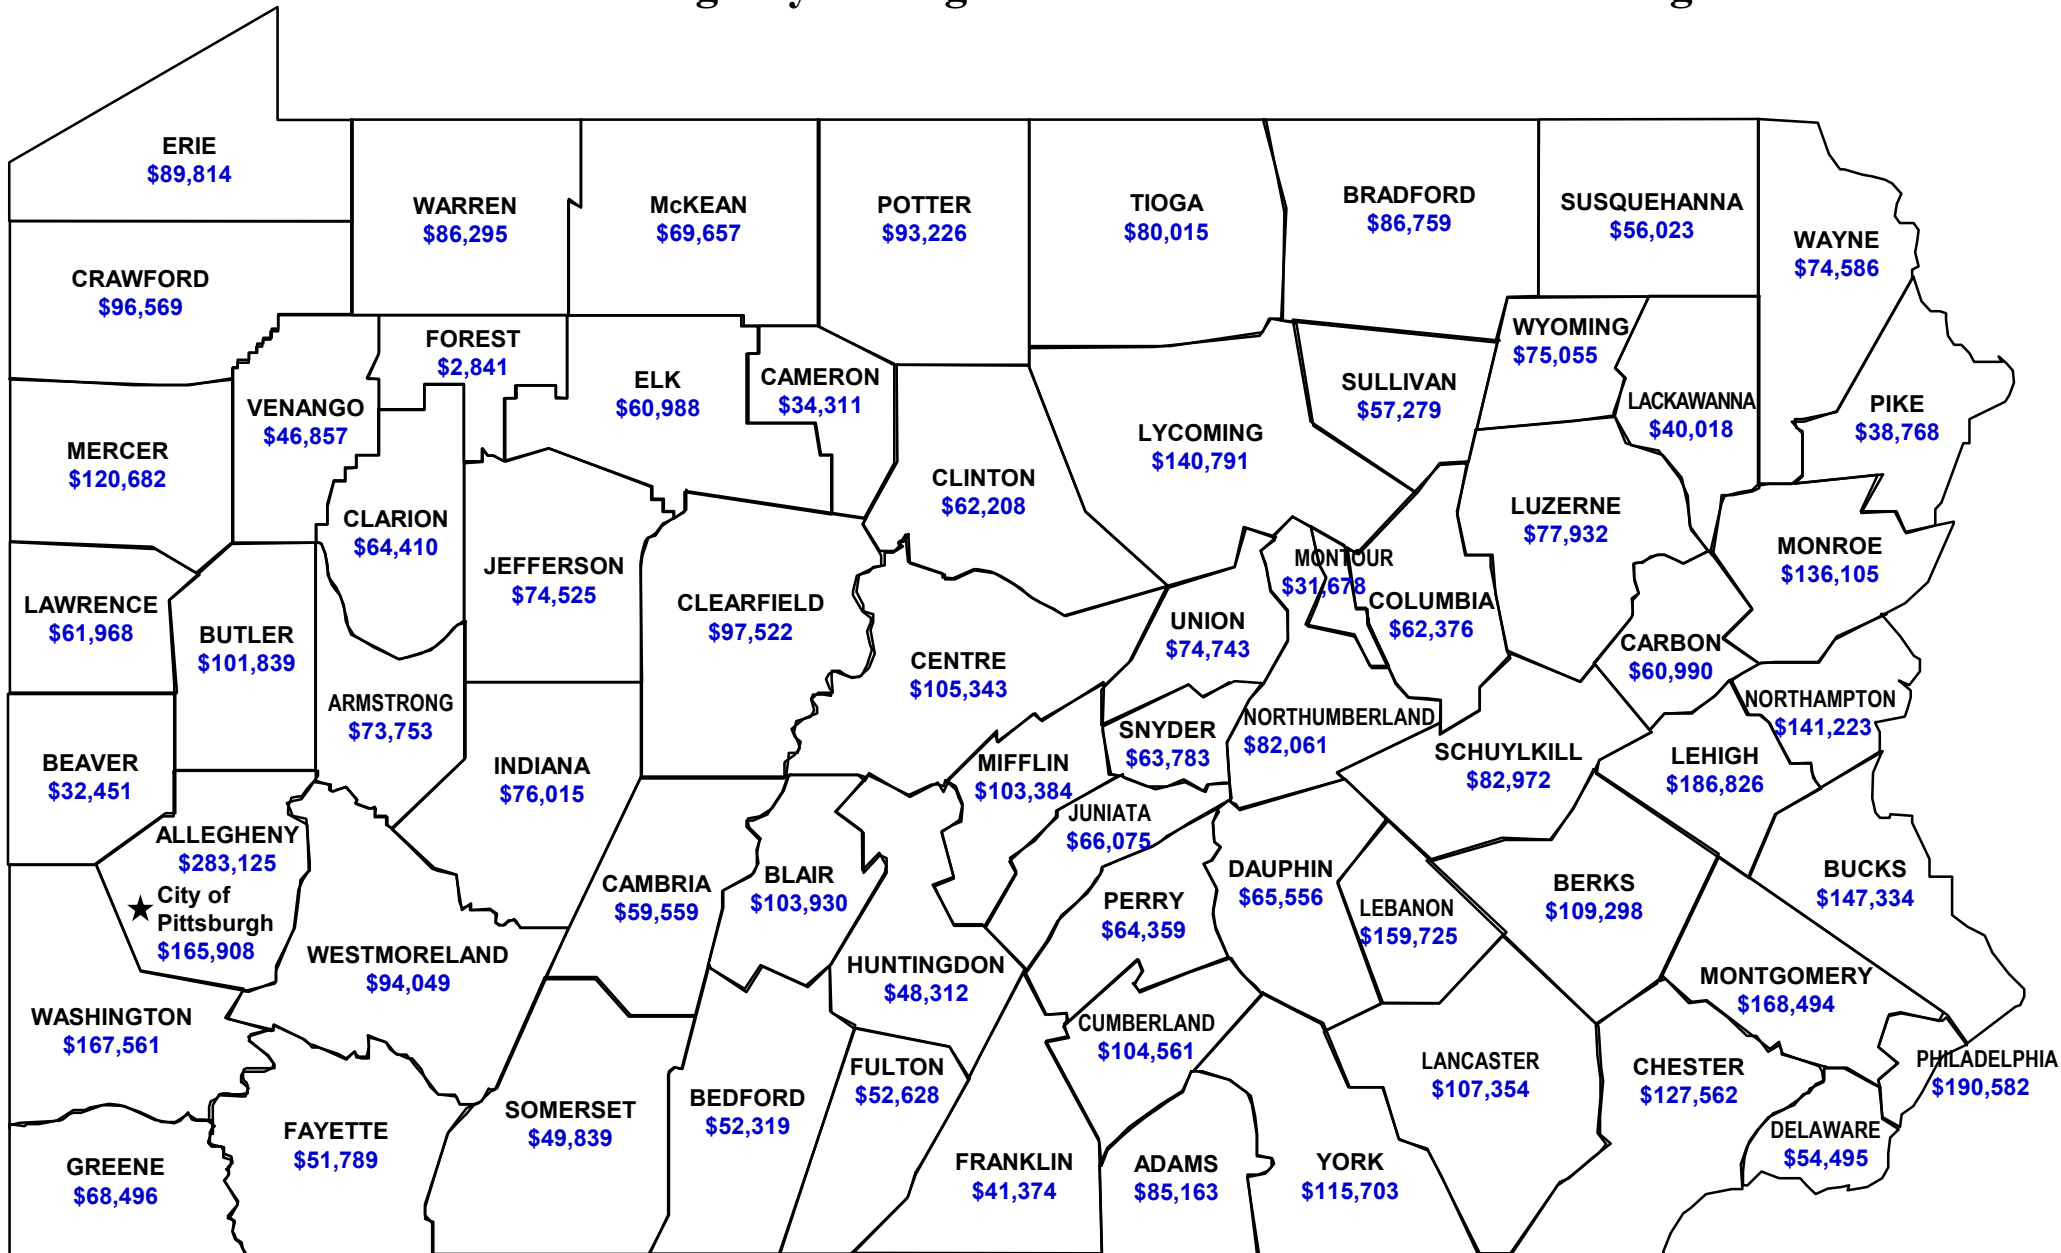 ERIE
$89,814
WARREN
$86,295
McKEAN
$69,657
POTTER
$93,226
TIOGA
$80,015
BRADFORD
$86,759
SUSQUEHANNA
$56,023
WAYNE
$74,586
CRAWFORD
$96,569
FOREST
$2,841
WYOMING
$75,055
VENANGO
$46,857
ELK
$60,988
CAMERON
$34,311
SULLIVAN
$57,279
LACKAWANNA
$40,018
PIKE
$38,768
MERCER
$120,682
LYCOMING
$140,791
CLARION
$64,410
CLINTON
$62,208
LUZERNE
$77,932
JEFFERSON
$74,525
MONTOUR
$31,678
MONROE
$136,105
LAWRENCE
$61,968
BUTLER
$101,839
CLEARFIELD
$97,522
UNION
$74,743
COLUMBIA
$62,376
CARBON
$60,990
CENTRE
$105,343
ARMSTRONG
$73,753
NORTHAMPTON
$141,223
SNYDER
$63,783
NORTHUMBERLAND
$82,061
BEAVER
$32,451
INDIANA
$76,015
MIFFLIN
$103,384
SCHUYLKILL
$82,972
LEHIGH
$186,826
JUNIATA
$66,075
ALLEGHENY
$283,125
City of
Pittsburgh
$165,908
CAMBRIA
$59,559
BLAIR
$103,930
PERRY
$64,359
DAUPHIN
$65,556
LEBANON
$159,725
BERKS
$109,298
BUCKS
$147,334
WESTMORELAND
$94,049
HUNTINGDON
$48,312
MONTGOMERY
$168,494
WASHINGTON
$167,561
CUMBERLAND
$104,561
FULTON
$52,628
LANCASTER
$107,354
CHESTER
$127,562
PHILADELPHIA
$190,582
SOMERSET
$49,839
BEDFORD
$52,319
FAYETTE
$51,789
DELAWARE
$54,495
GREENE
$68,496
FRANKLIN
$41,374
ADAMS
$85,163
YORK
$115,703